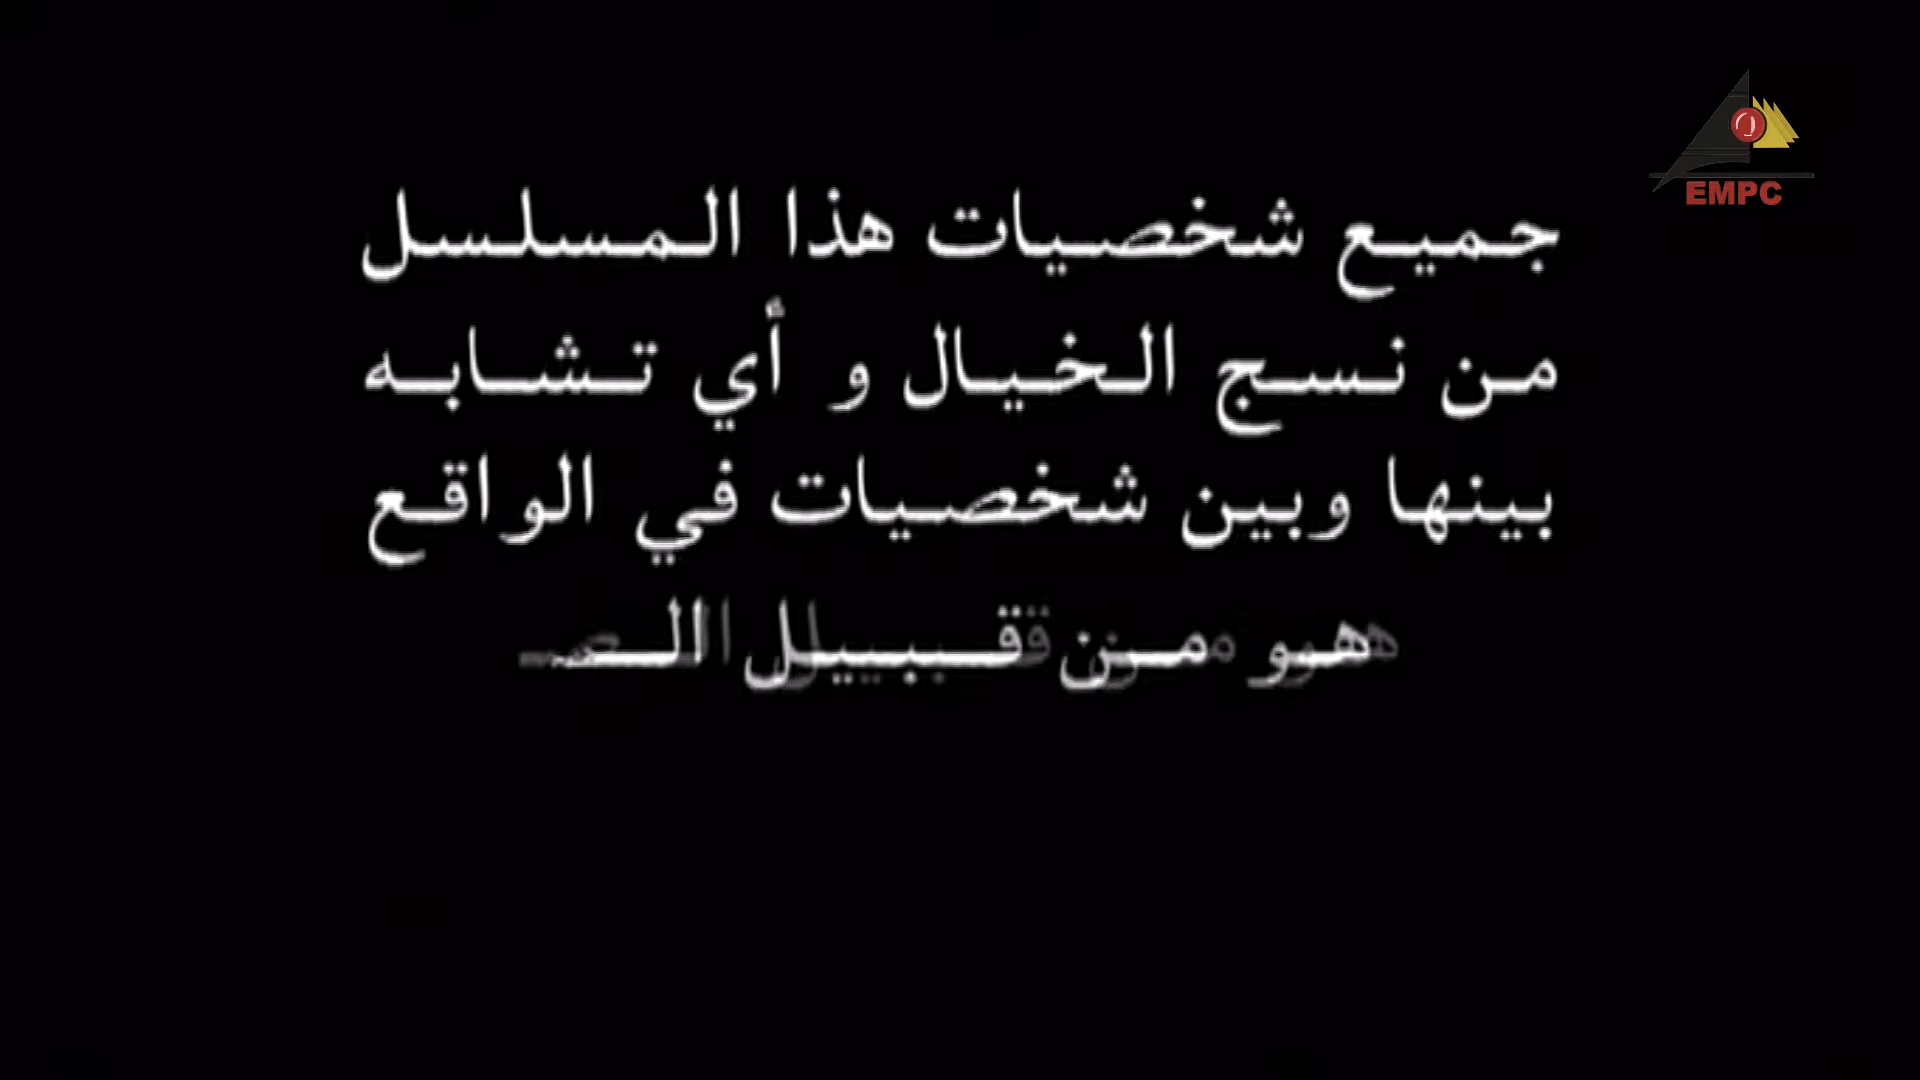 EMPC
جميع شخصيات هذا المسلسل
من نسج الخيال و أي تشابه
بينها وبين شخصيات في الواقع
هو من قبيل